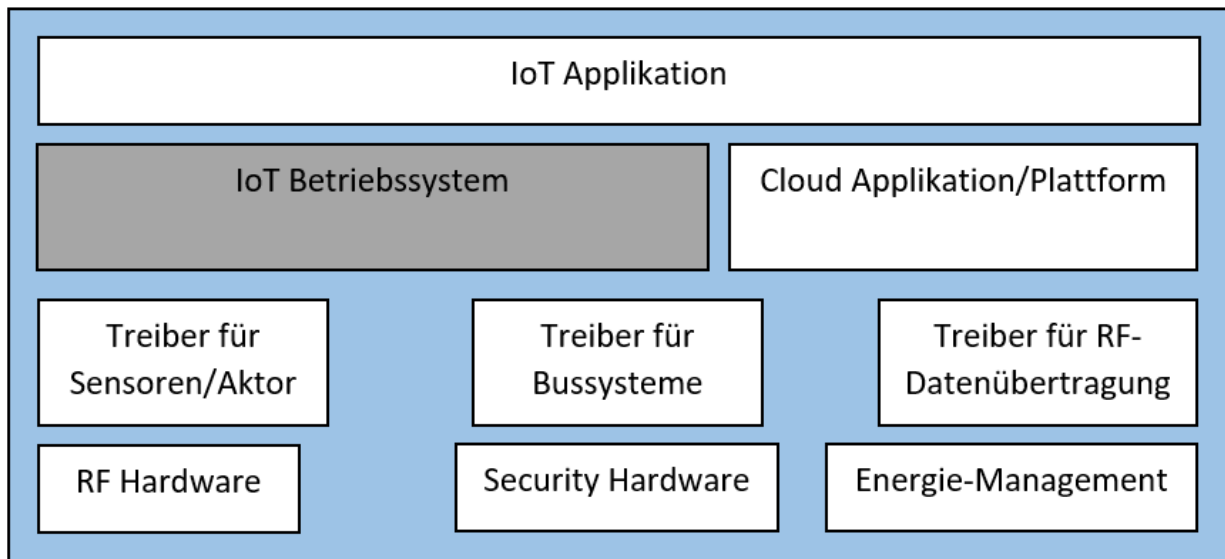 IoT Applikation
IoT Betriebssystem
Cloud Applikation/Plattform
Treiber für
Sensoren/Aktor
Treiber für
Bussysteme
Treiber für RF-
Datenübertragung
RF Hardware
Security Hardware
Energie-Management